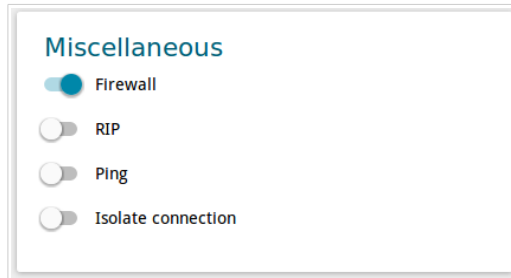 Miscellaneous
Firewall
RIP
Ping
Isolate connection